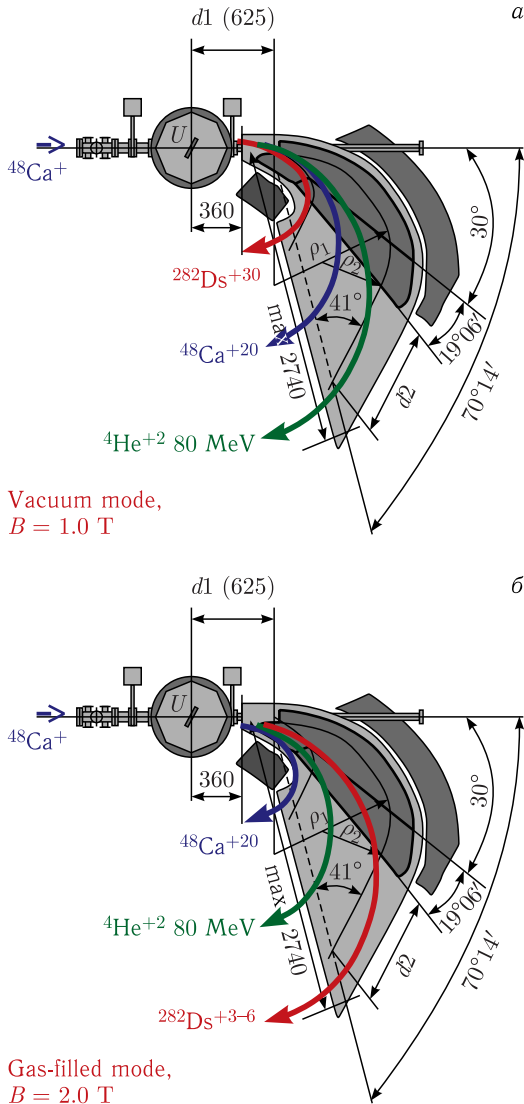 а
d1 (625)
U
48Ca+
360
30°
282Ds+30
ρ1
ρ2
41°
19°06′
48Ca+20
max 2740
d2
70°14′
4He+2 80 MeV
Vacuum mode,
B = 1.0 T
б
d1 (625)
U
48Ca+
360
30°
48Ca+20
ρ1
ρ2
41°
19°06′
4He+2 80 MeV
max 2740
d2
70°14′
282Ds+3–6
Gas-filled mode,
B = 2.0 T